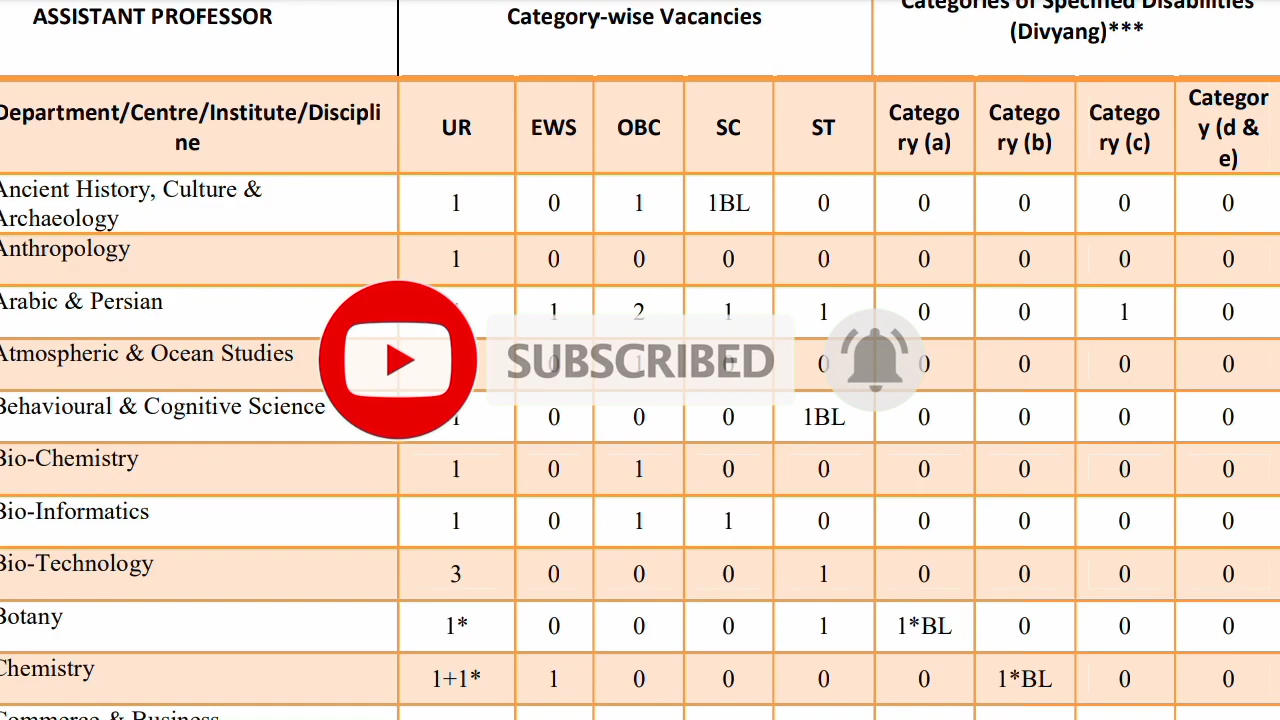 ASSISTANT PROFESSOR Category-wise Vacancies Categories of Specified Disabilities
(Divyang)***
Department/Centre/Institute/Discipli
ne
UR EWS OBC SC ST Catego
ry (a) Catego
ry (b) Catego
ry (c) Categor
y (d &
e)
Ancient History, Culture &
Archaeology 1 0 1 1BL 0 0 0 0 0
Anthropology 1 0 0 0 0 0 0 0 0
Arabic & Persian 1 2 1 1 0 0 1 0
Atmospheric & Ocean Studies 0 1 0 0 0 0 0 0
SUBSCRIBED
Behavioural & Cognitive Science 1 0 0 0 1BL 0 0 0 0
Bio-Chemistry 1 0 1 0 0 0 0 0 0
Bio-Informatics 1 0 1 1 0 0 0 0 0
Bio-Technology 3 0 0 0 1 0 0 0 0
Botany 1* 0 0 0 1 1*BL 0 0 0
Chemistry 1+1* 1 0 0 0 0 1*BL 0 0
Commerce & Business